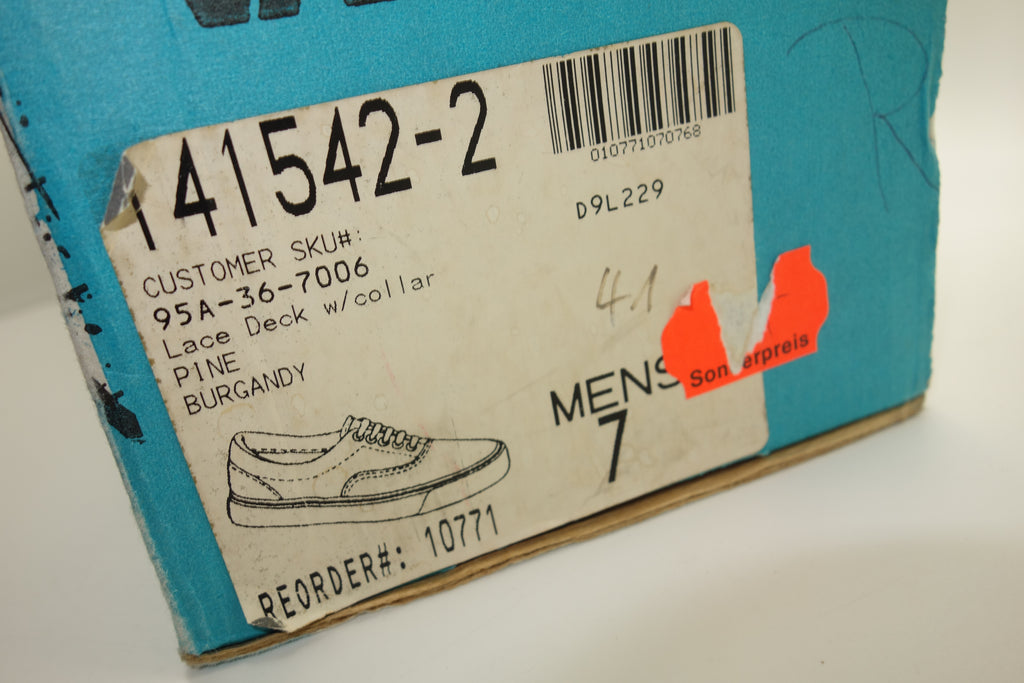 141542-2
010771070768
D9L229
CUSTOMER SKU#:
95A-36-7006
Lace Deck w/collar
PINE
BURGANDY
41
MENS
7
REORDER#: 10771
R